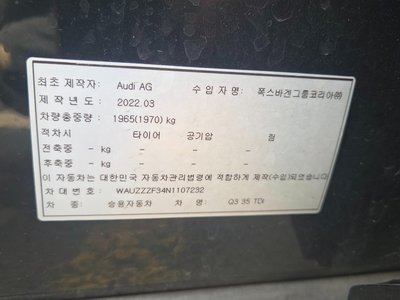 최초 제작자: Audi AG 수 입 자 명: 폭스바겐그룹코리아㈜
제 작 년 도 : 2022.03
차량총중량 : 1965(1970) kg
적차시 타이어 공기압 점
전축중 - kg
후축중 - kg
이 자동차는 대한민국 자동차관리법령에 적합하게 제작(수입)되었습니다.
차 대 번 호 : WAUZZZF34N1107232
차 종: 승용자동차 차 명: Q3 35 TDI